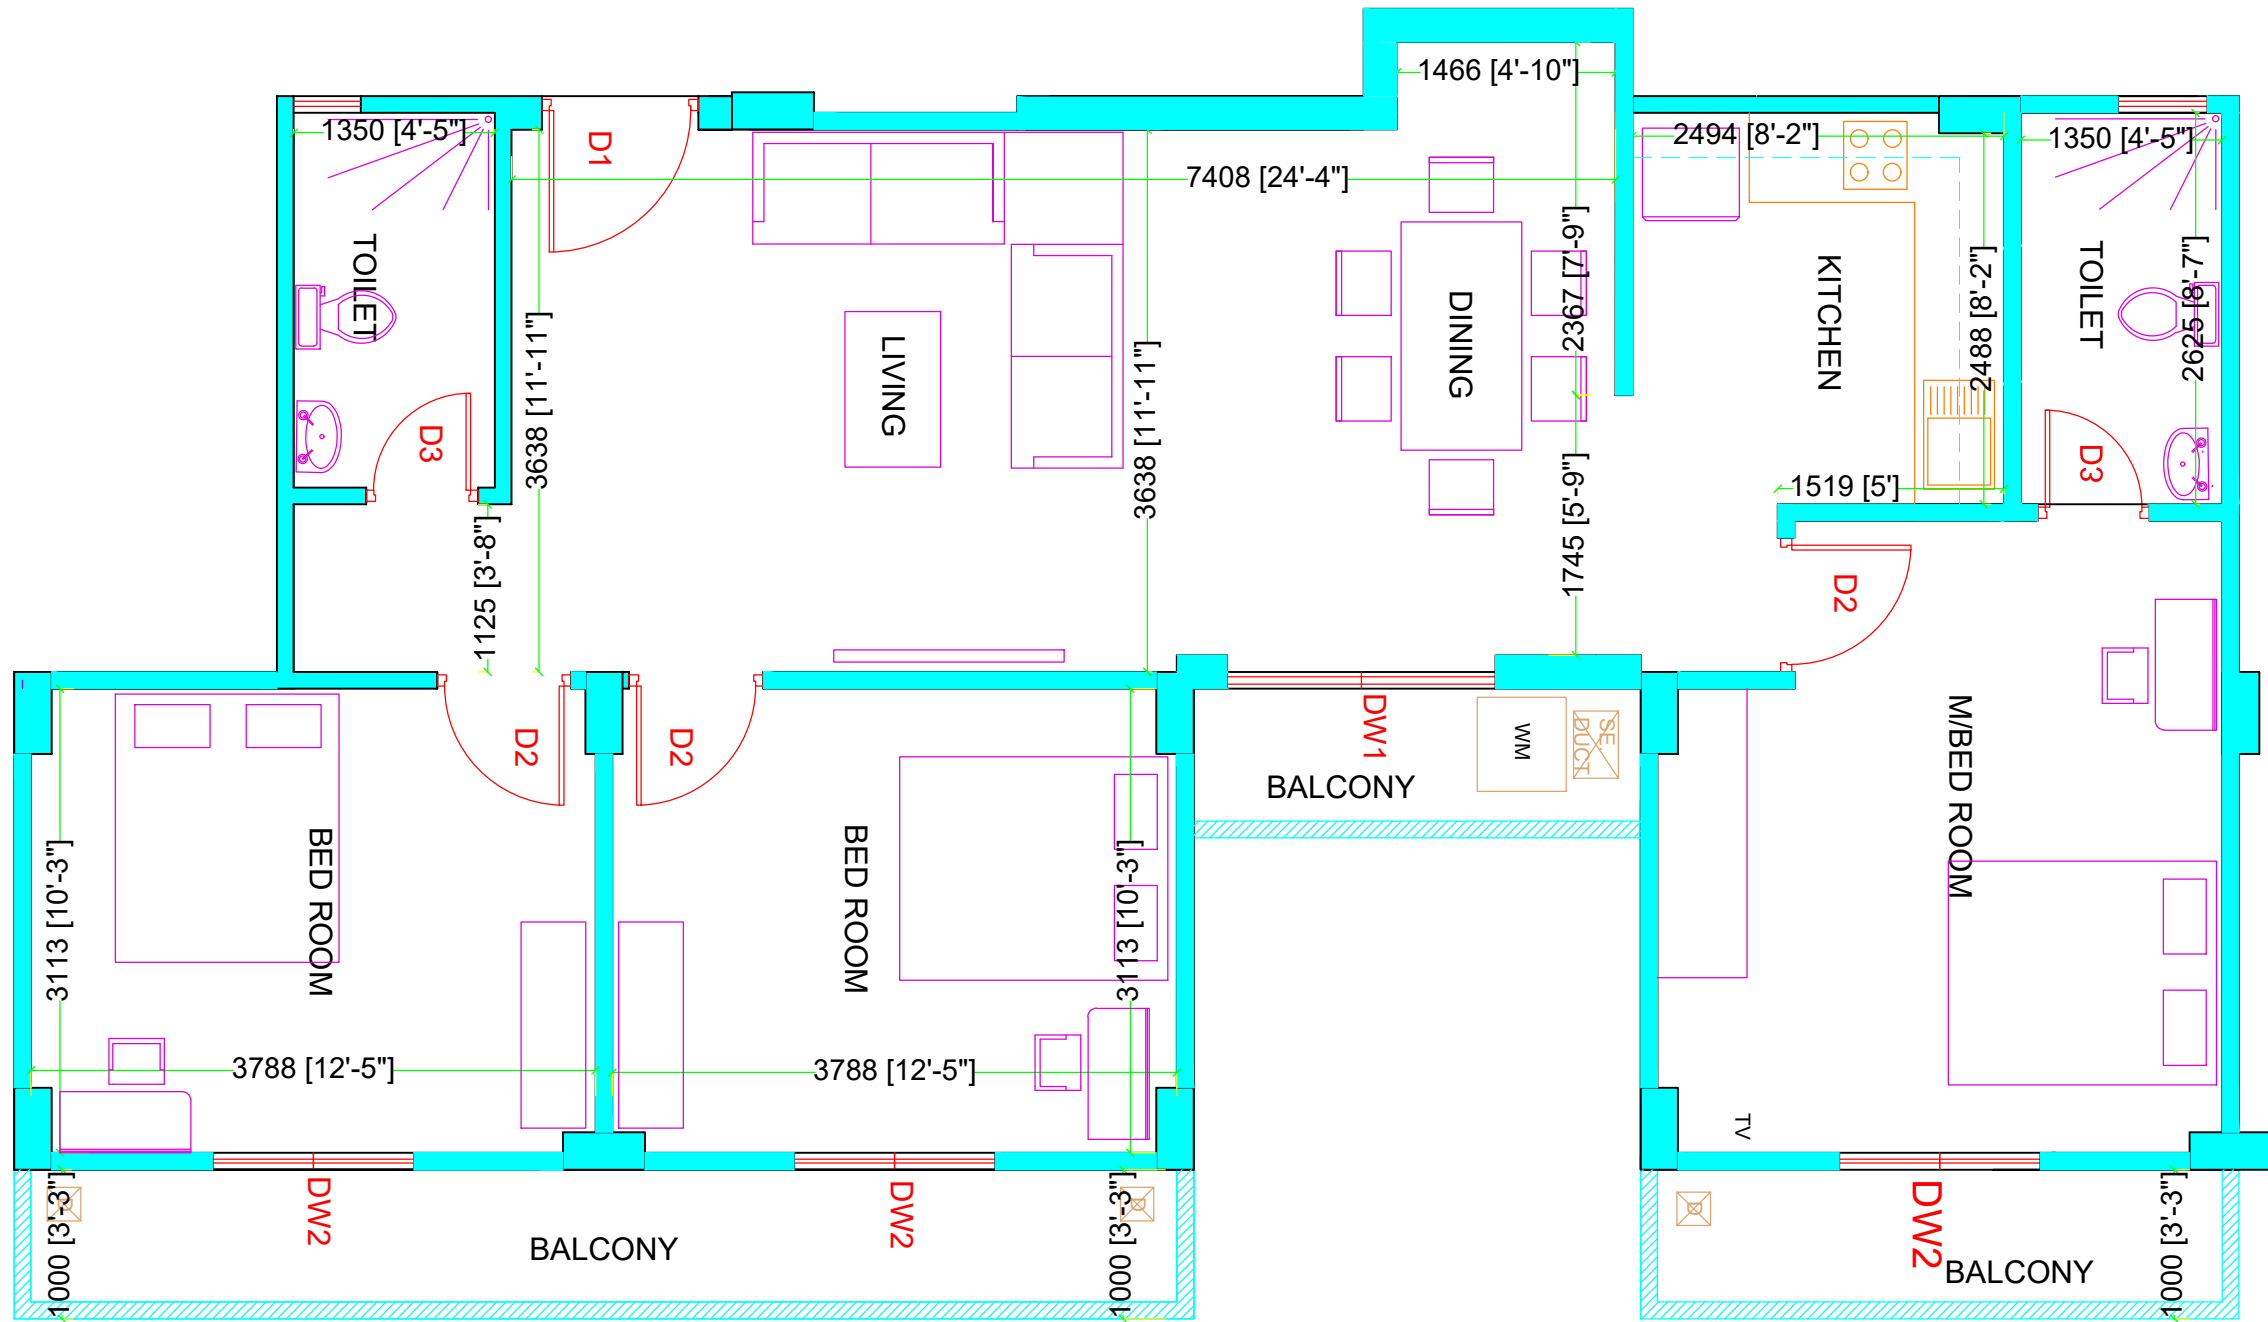 1466 [4'-10"]
1350 [4'-5"]
D1
2494 [8'-2"]
1350 [4'-5"]
7408 [24'-4"]
TOILET
3638 [11'-11"]
LIVING
3638 [11'-11"]
DINING
2367 [7'-9"]
KITCHEN
2488 [8'-2"]
TOILET
2625 [8'-7"]
D3
D3
1519 [5']
1125 [3'-8"]
1745 [5'-9"]
D2
D2
D2
DW1
WM
SE.
DUCT
BALCONY
M/BED ROOM
3113 [10'-3"]
BED ROOM
BED ROOM
3113 [10'-3"]
3788 [12'-5"]
3788 [12'-5"]
TV
1000 [3'-3"]
DW2
BALCONY
DW2
1000 [3'-3"]
DW2
BALCONY
1000 [3'-3"]